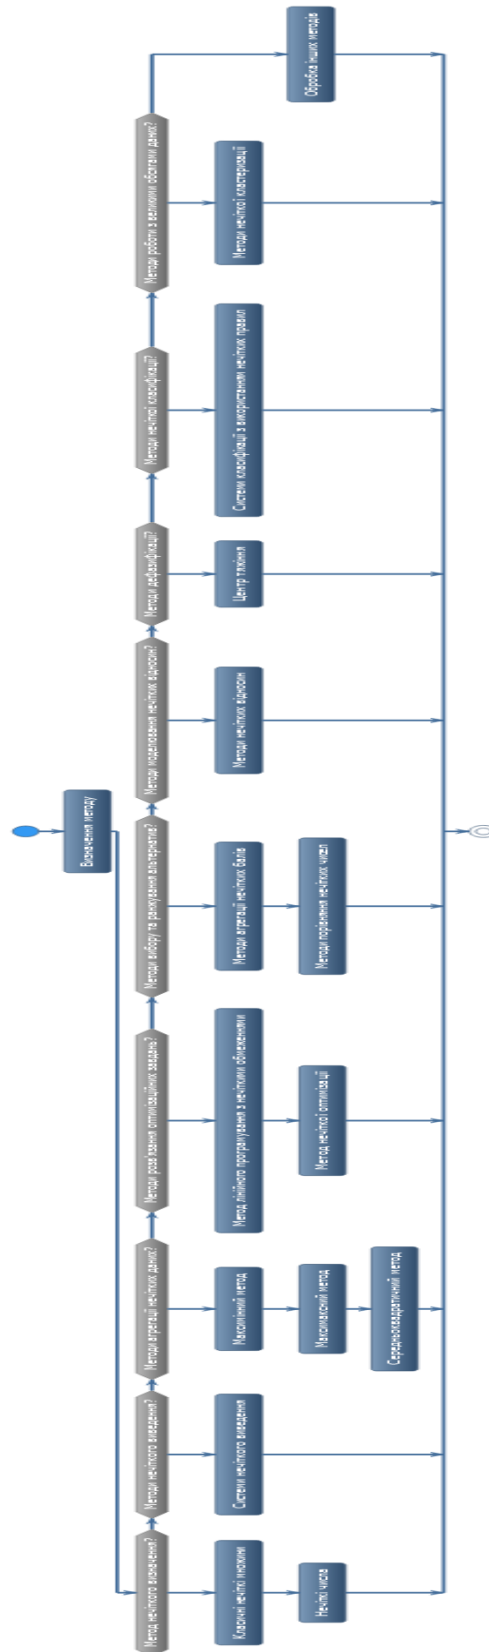 Визначення методу
Метод нечіткого визначення?
Класичні нечіткі множини
Нечіткі числа
Методи нечіткого виведення?
Системи нечіткого виведення
Методи агрегації нечітких даних?
Максимінний метод
Максимаксний метод
Середньоквадратичний метод
Методи розв'язання оптимізаційних завдань?
Метод лінійного програмування з нечіткими обмеженнями
Метод нечіткої оптимізації
Методи вибору та ранжування альтернатив?
Методи агрегації нечітких балів
Методи порівняння нечітких чисел
Методи моделювання нечітких відносин?
Методи нечітких відносин
Методи дефазифікації?
Центр тяжіння
Методи нечіткої класифікації?
Системи класифікації з використанням нечітких правил
Методи роботи з великими обсягами даних?
Методи нечіткої кластеризації
Обробка інших методів